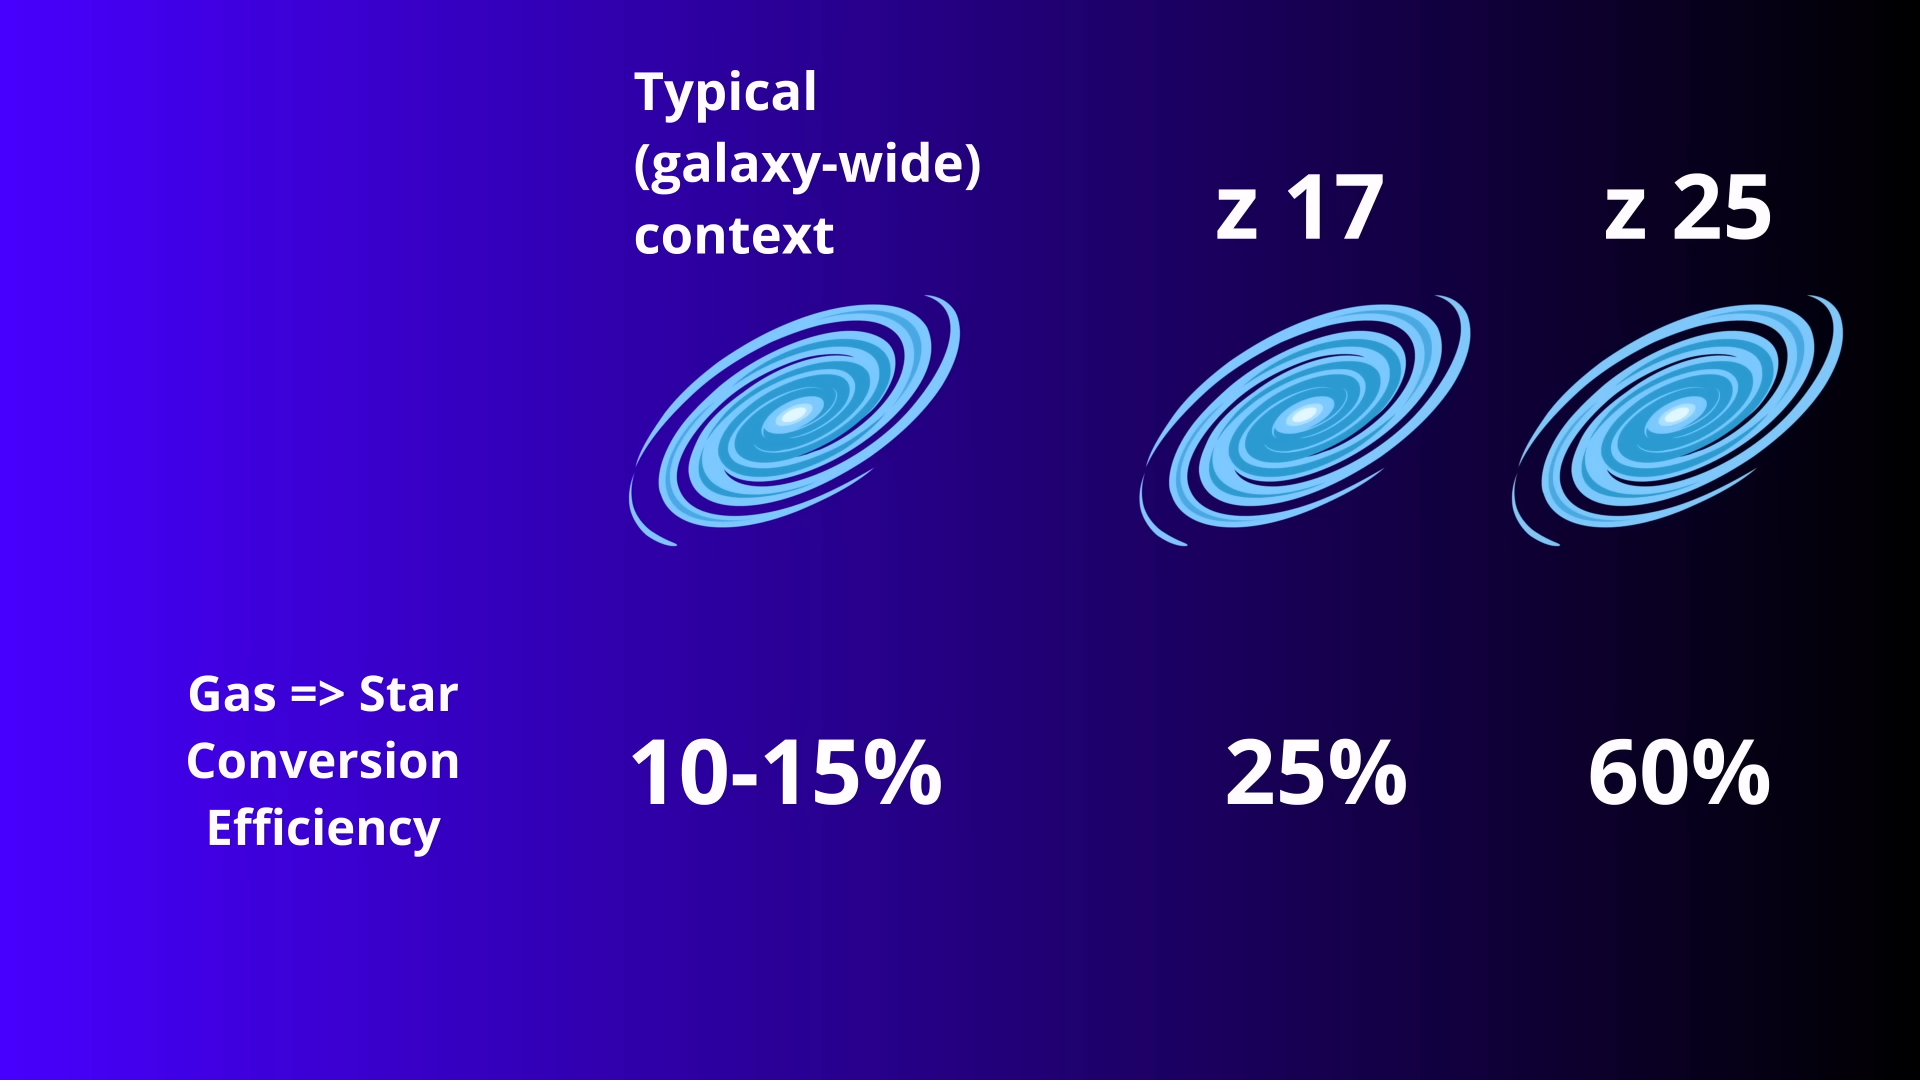 Typical
(galaxy-wide)
context
z 17
z 25
Gas => Star
Conversion
Efficiency
10-15%
25%
60%